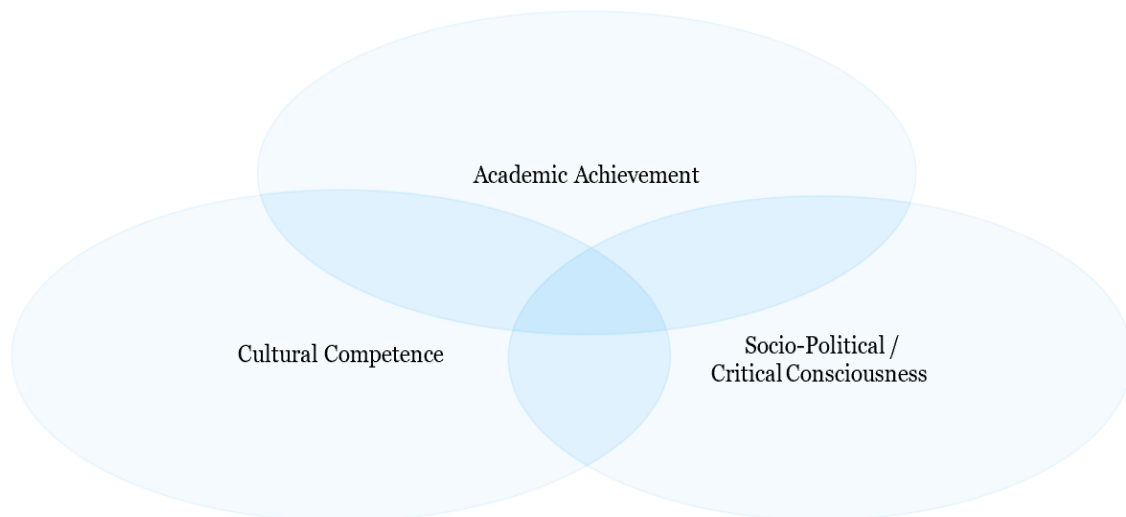 Academic Achievement
Cultural Competence
Socio-Political /
Critical Consciousness